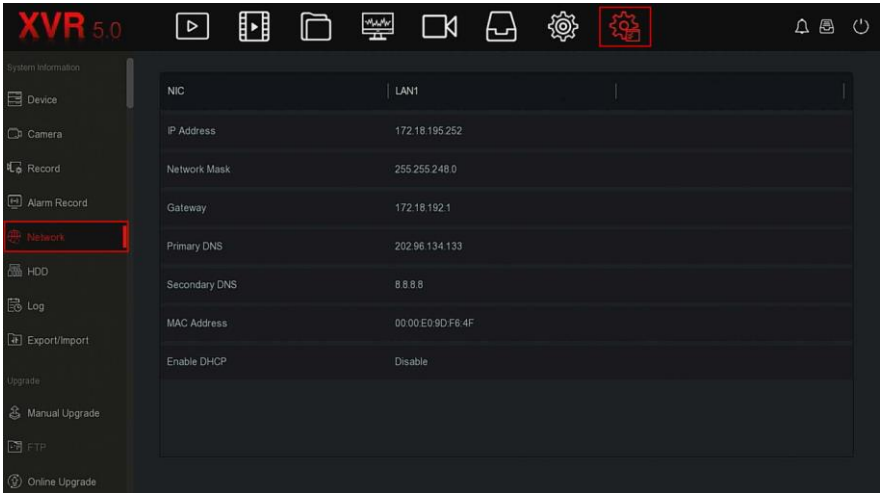 XVR 5.0
System Information
Device
Camera
Record
Alarm Record
Network
HDD
Log
Export/Import
Upgrade
Manual Upgrade
FTP
Online Upgrade
NIC LAN1
IP Address 172.18.195.252
Network Mask 255.255.248.0
Gateway 172.18.192.1
Primary DNS 202.96.134.133
Secondary DNS 8.8.8.8
MAC Address 00:00:E0:9D:F6:4F
Enable DHCP Disable